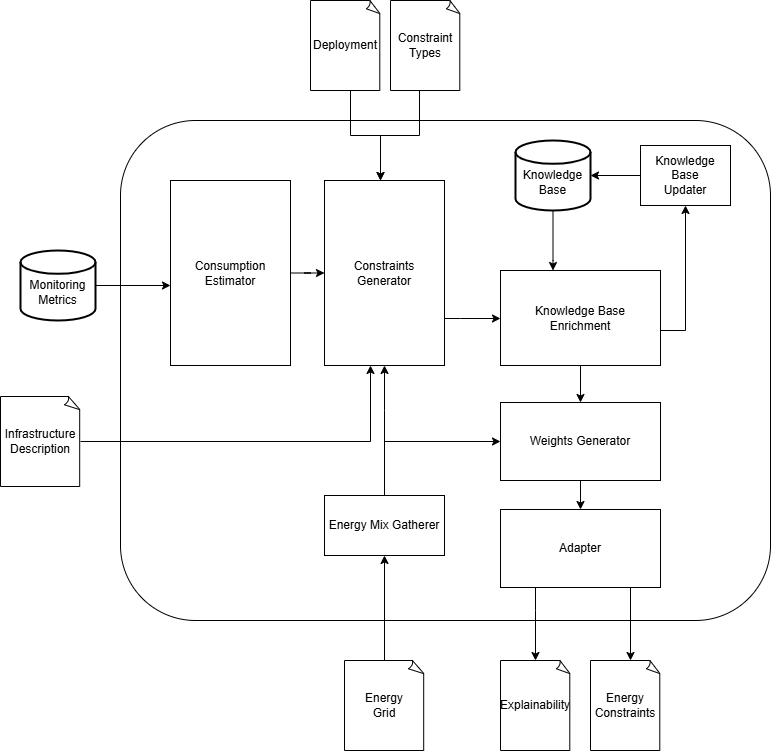 Deployment
Constraint
Types
Knowledge
Base
Knowledge
Base
Updater
Consumption
Estimator
Constraints
Generator
Monitoring
Metrics
Knowledge Base
Enrichment
Infrastructure
Description
Weights Generator
Energy Mix Gatherer
Adapter
Energy
Grid
Explainability
Energy
Constraints